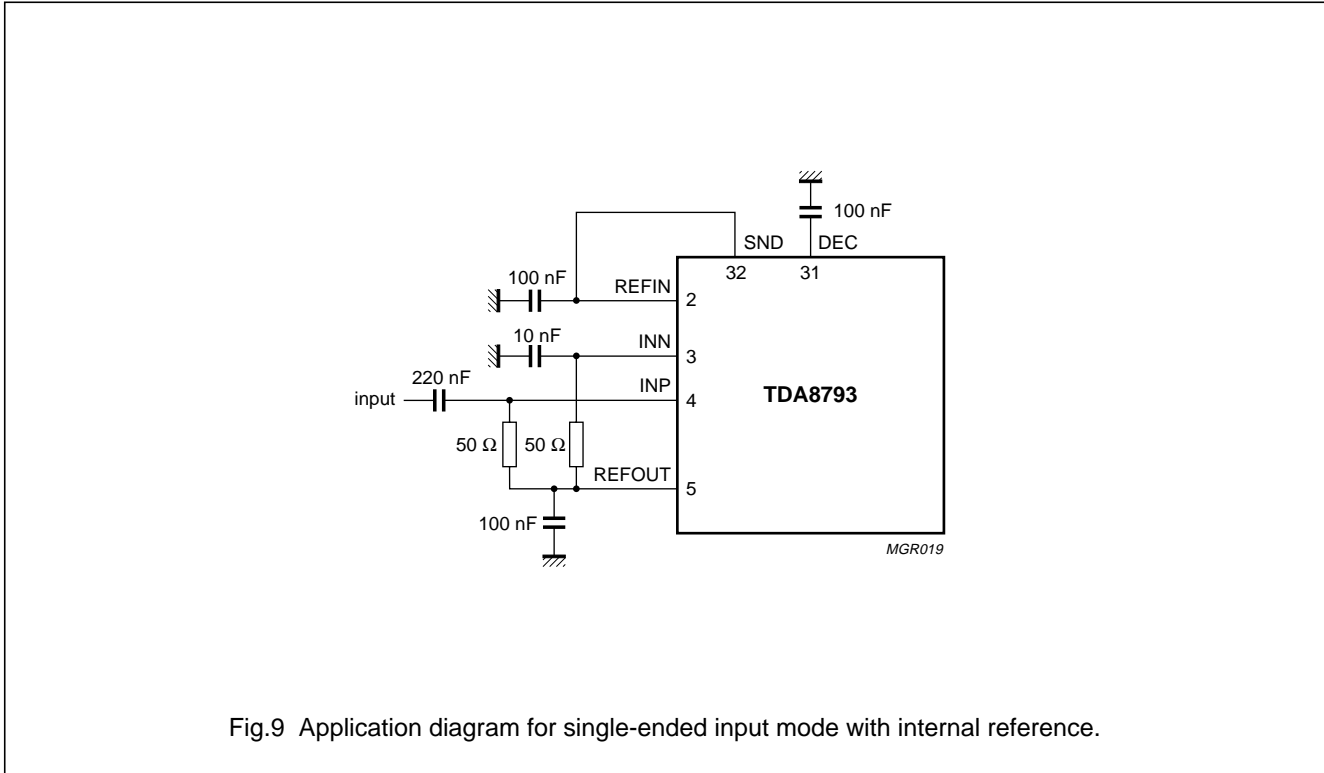 100 nF
SND DEC
32 31
100 nF REFIN 2
10 nF INN 3
220 nF INP 4
input
TDA8793
50 Ω 50 Ω
REFOUT 5
100 nF
MGR019
Fig.9 Application diagram for single-ended input mode with internal reference.